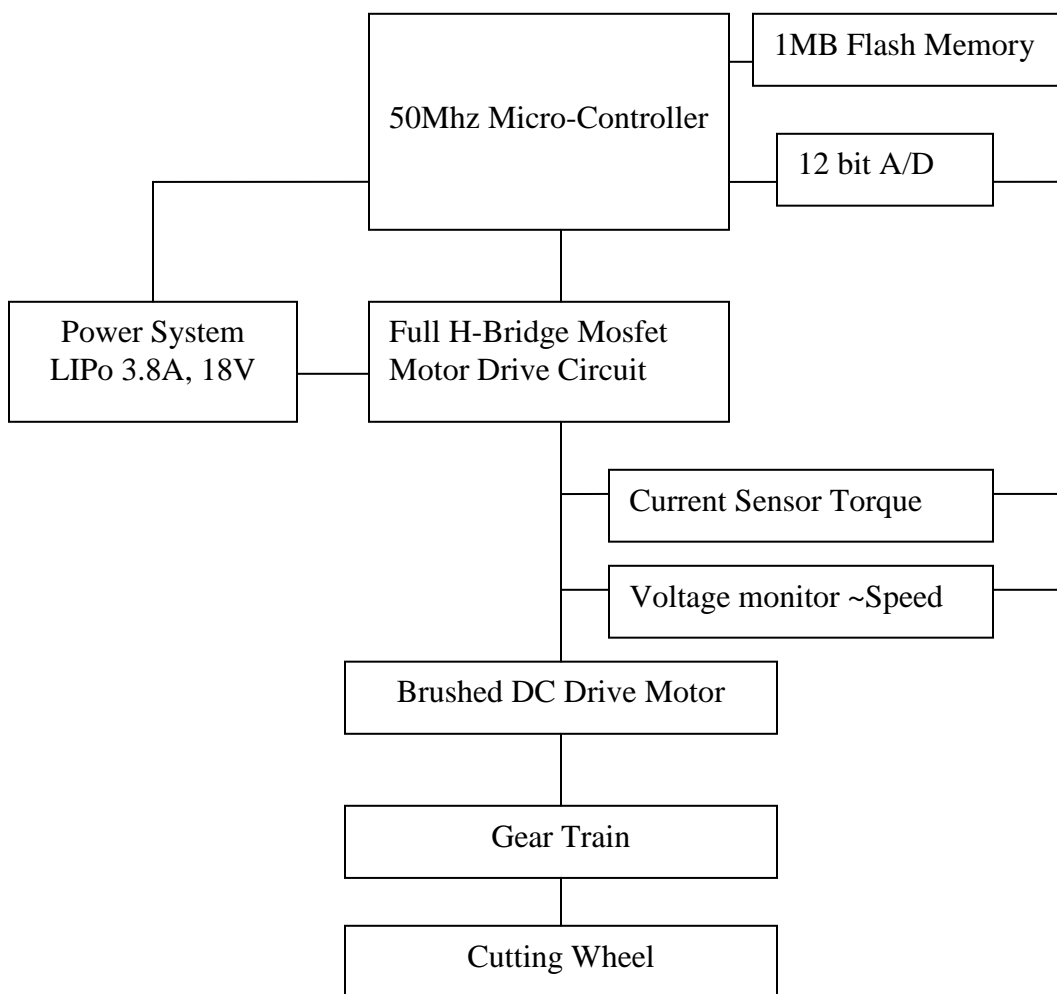 1MB Flash Memory
50Mhz Micro-Controller
12 bit A/D
Power System
LIPo 3.8A, 18V
Full H-Bridge Mosfet
Motor Drive Circuit
Current Sensor Torque
Voltage monitor ~Speed
Brushed DC Drive Motor
Gear Train
Cutting Wheel